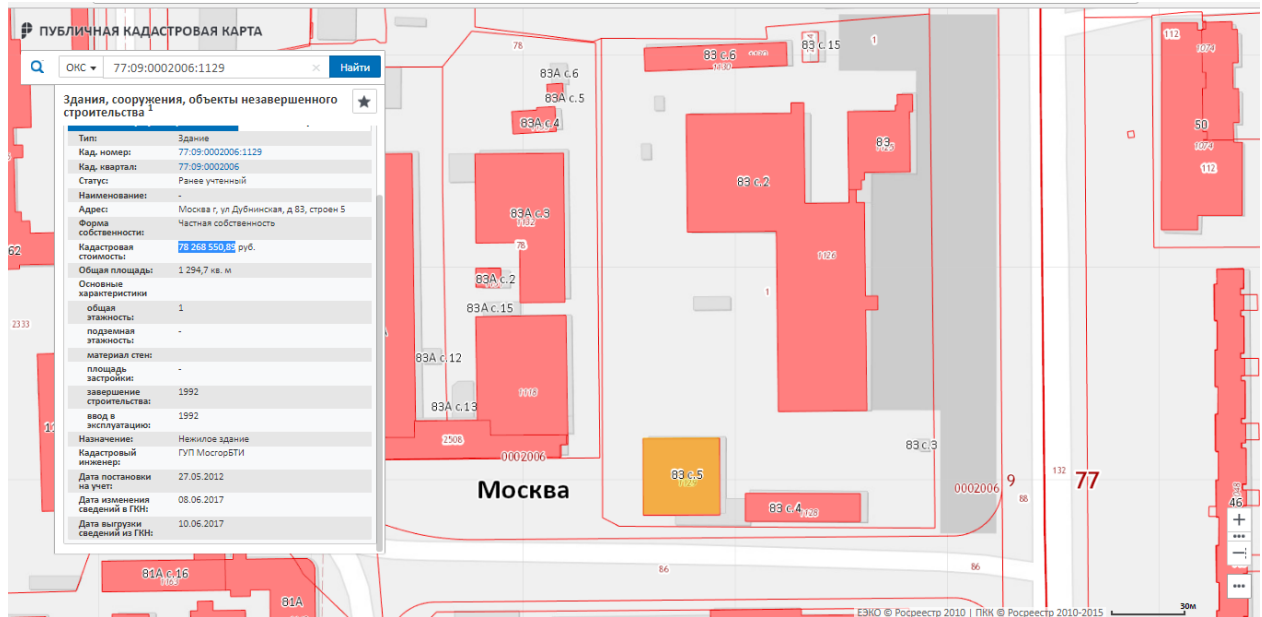 ПУБЛИЧНАЯ КАДАСТРОВАЯ КАРТА
ОКС 77:09:0002006:1129 × Найти
Здания, сооружения, объекты незавершенного
строительства 1
Тип: Здание
Кад. номер: 77:09:0002006:1129
Кад. квартал: 77:09:0002006
Статус: Ранее учтенный
Наименование: -
Адрес: Москва г, ул Дубнинская, д 83, строен 5
Форма
собственности: Частная собственность
Кадастровая
стоимость: 78 268 550,89 руб.
Общая площадь: 1 294,7 кв. м
Основные
характеристики
общая
этажность: 1
подземная
этажность: -
материал стен:
площадь
застройки: -
завершение
строительства: 1992
ввод в
эксплуатацию: 1992
Назначение: Нежилое здание
Кадастровый
инженер: ГУП МосгорБТИ
Дата постановки
на учет: 27.05.2012
Дата изменения
сведений в ГКН: 08.06.2017
Дата выгрузки
сведений из ГКН: 10.06.2017
62
2333
78
83А с.6
83А с.5
83А с.4
83А с.3
1132
78
83А с.2
83А с.15
83А с.12
1118
83А с.13
2508
0002006
Москва
83 с.6
83 с.15
1
83
83 с.2
1126
1
83 с.3
83 с.5
83 с.4
1128
0002006
9
88
132
77
112
1074
50
1074
112
46
86
86
81А с.16
1163
81А
+
30м
ЕЭКО © Росреестр 2010 | ПКК © Росреестр 2010-2015